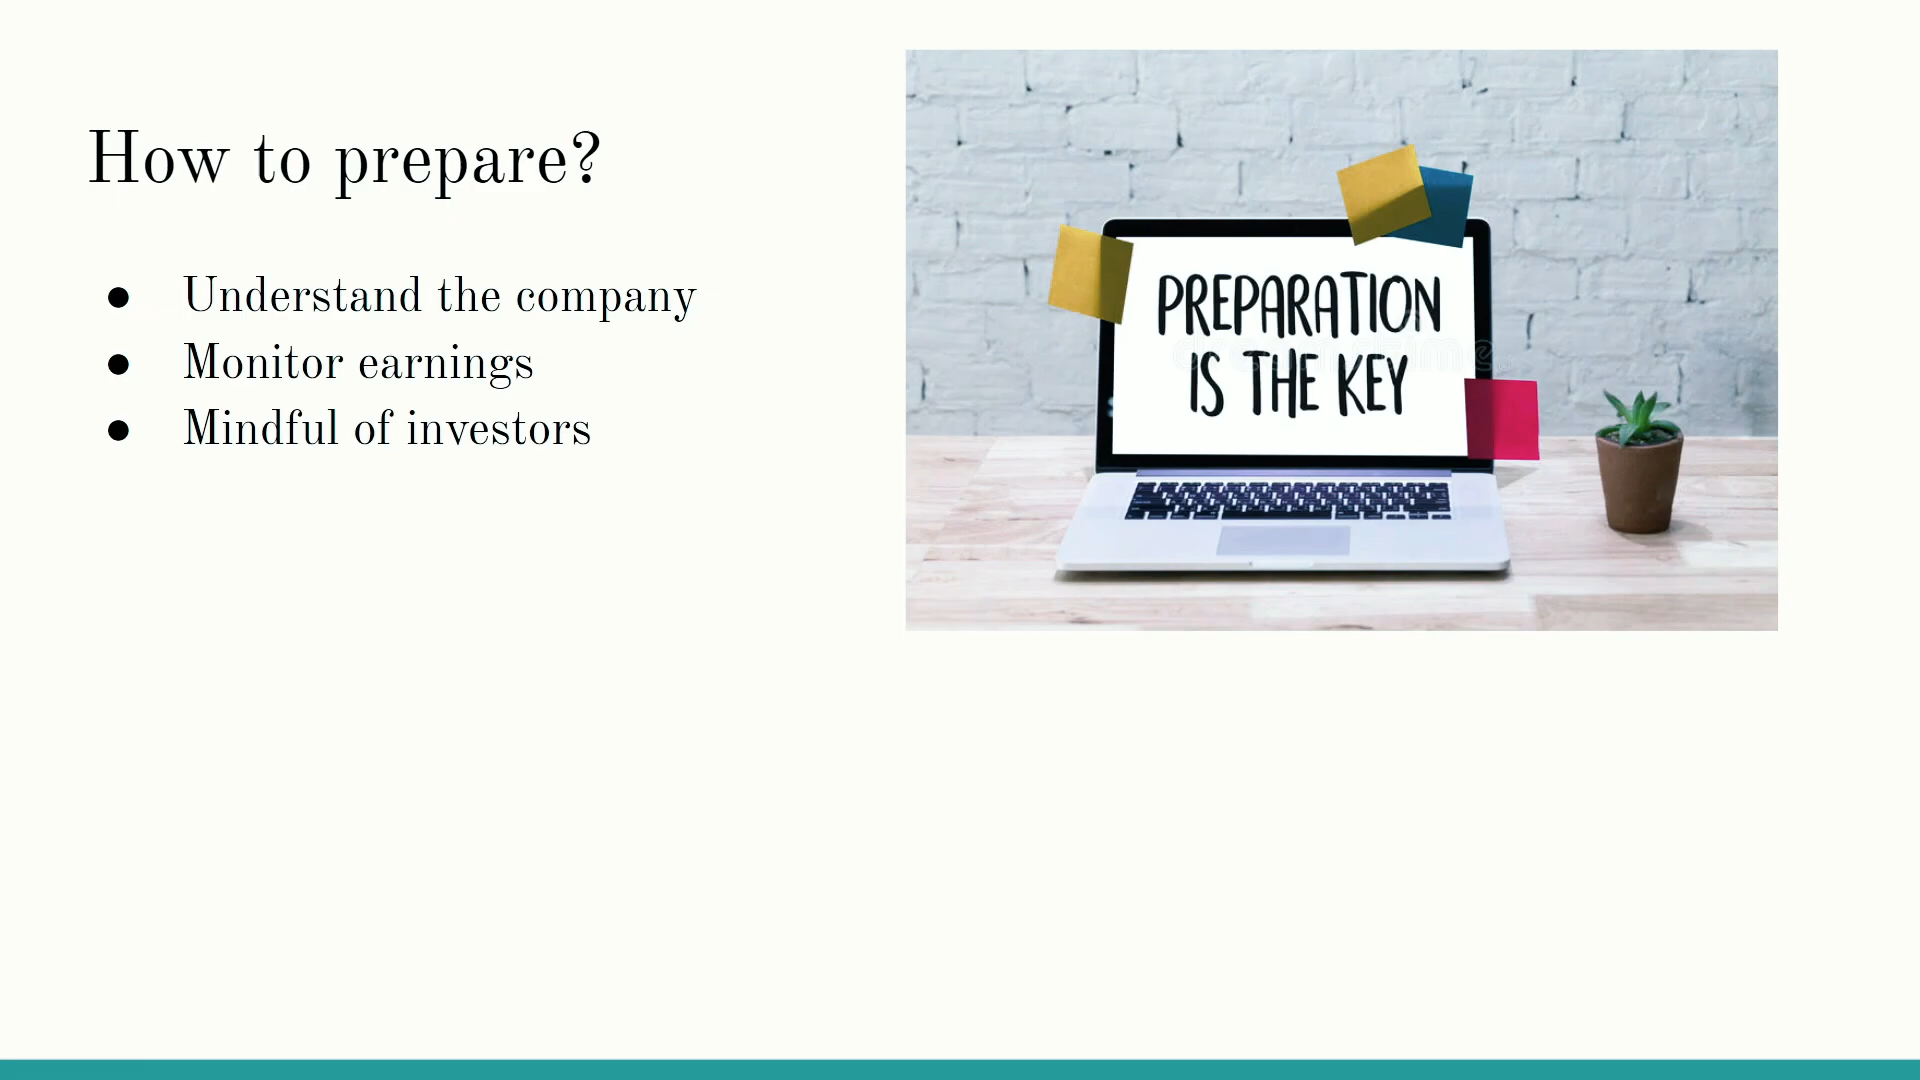 How to prepare?
● Understand the company
● Monitor earnings
● Mindful of investors
PREPARATION
IS THE KEY